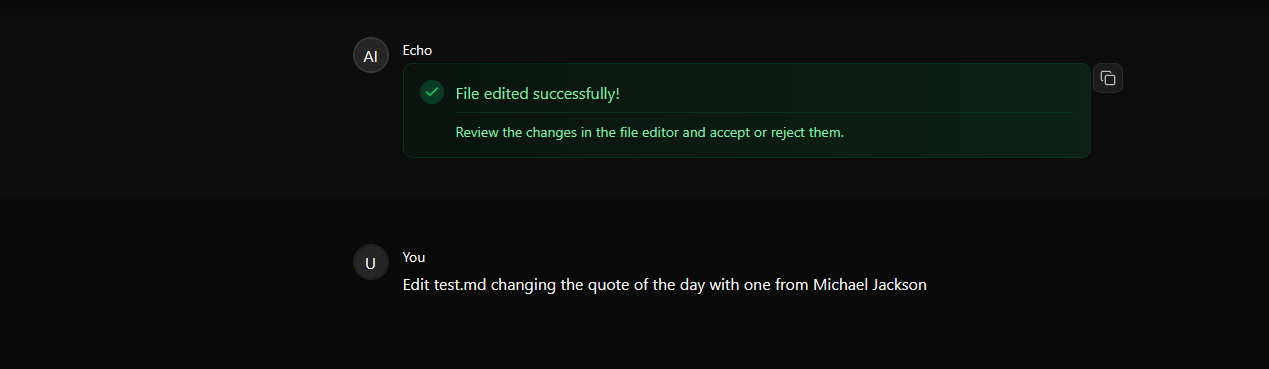 AI
Echo
File edited successfully!
Review the changes in the file editor and accept or reject them.
U
You
Edit test.md changing the quote of the day with one from Michael Jackson